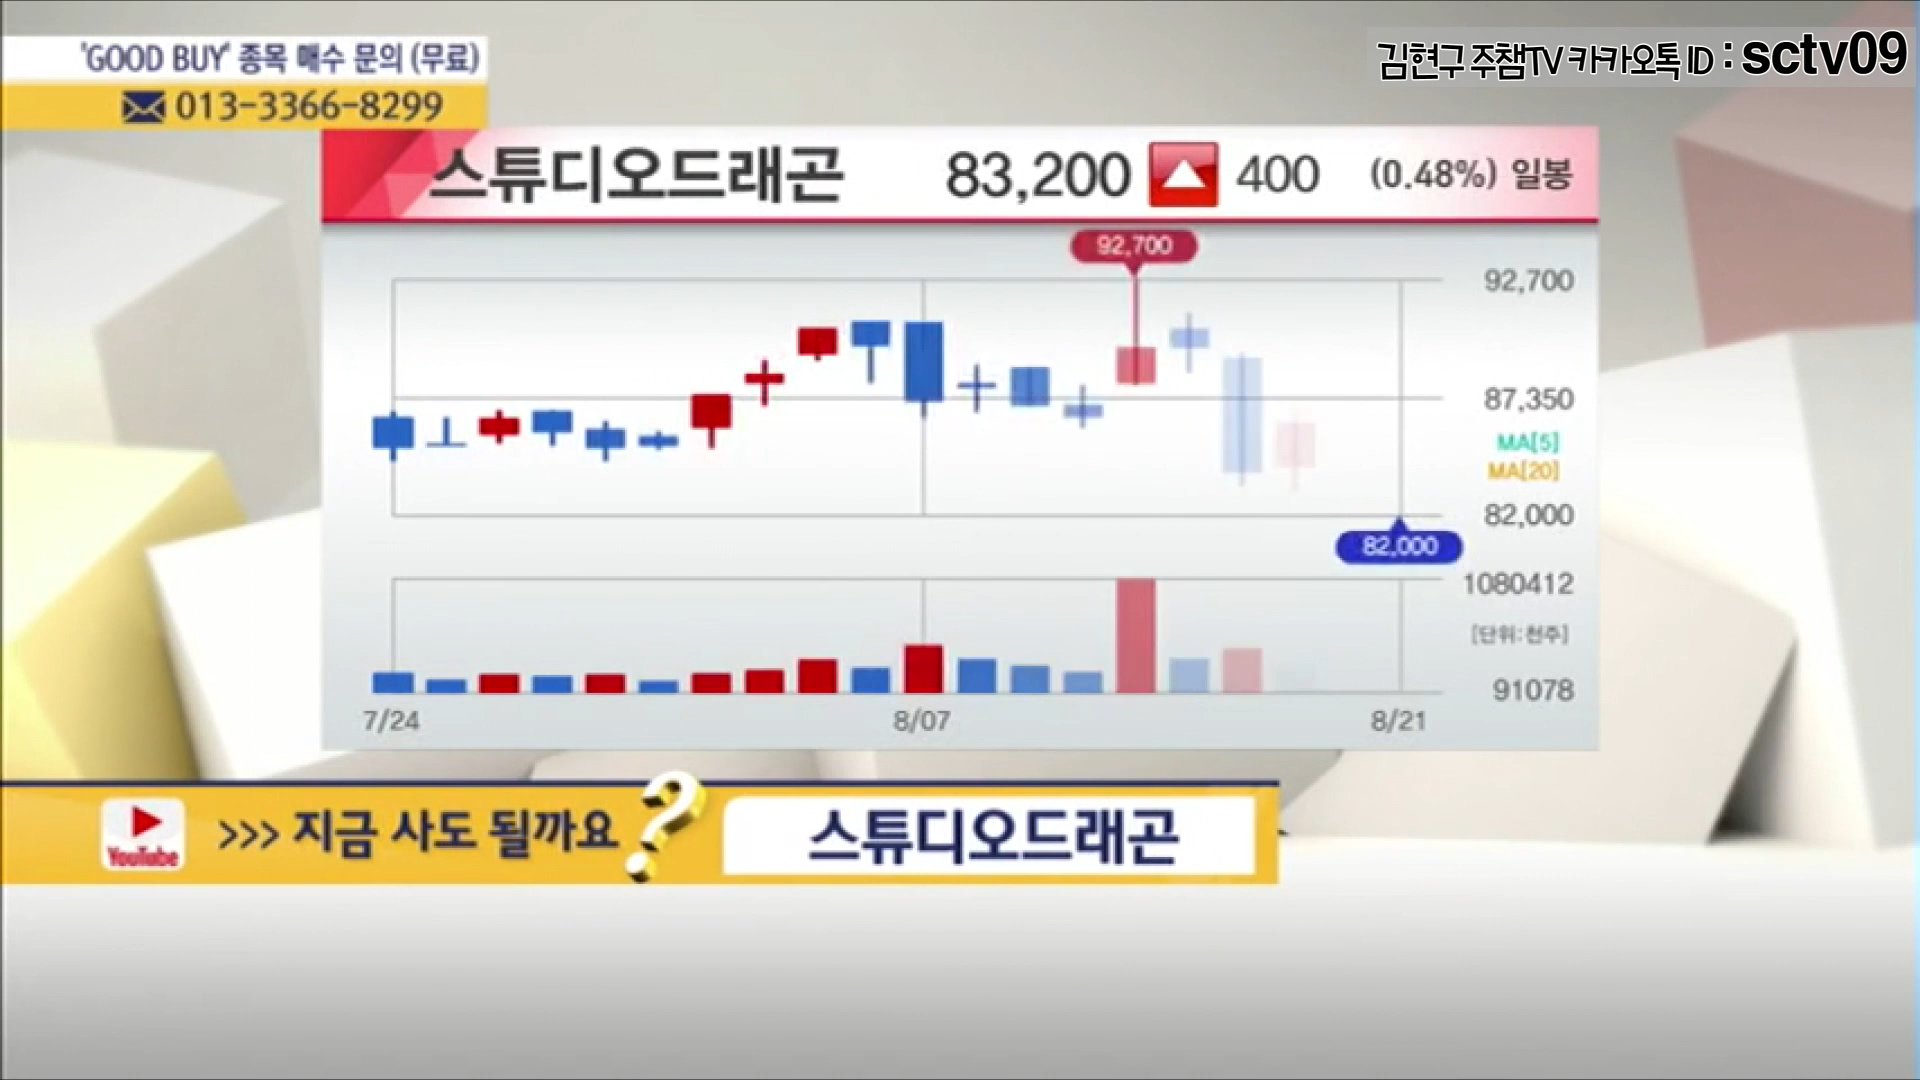 'GOOD BUY' 종목 매수 문의 (무료)
013-3366-8299
김현구 주챔TV 카카오톡 ID : sctv09
스튜디오드래곤 83,200 400 (0.48%) 일봉
92,700
92,700
87,350
MA[5]
MA[20]
82,000
82,000
1080412
[단위:천주]
91078
7/24 8/07 8/21
YouTube >>> 지금 사도 될까요? 스튜디오드래곤